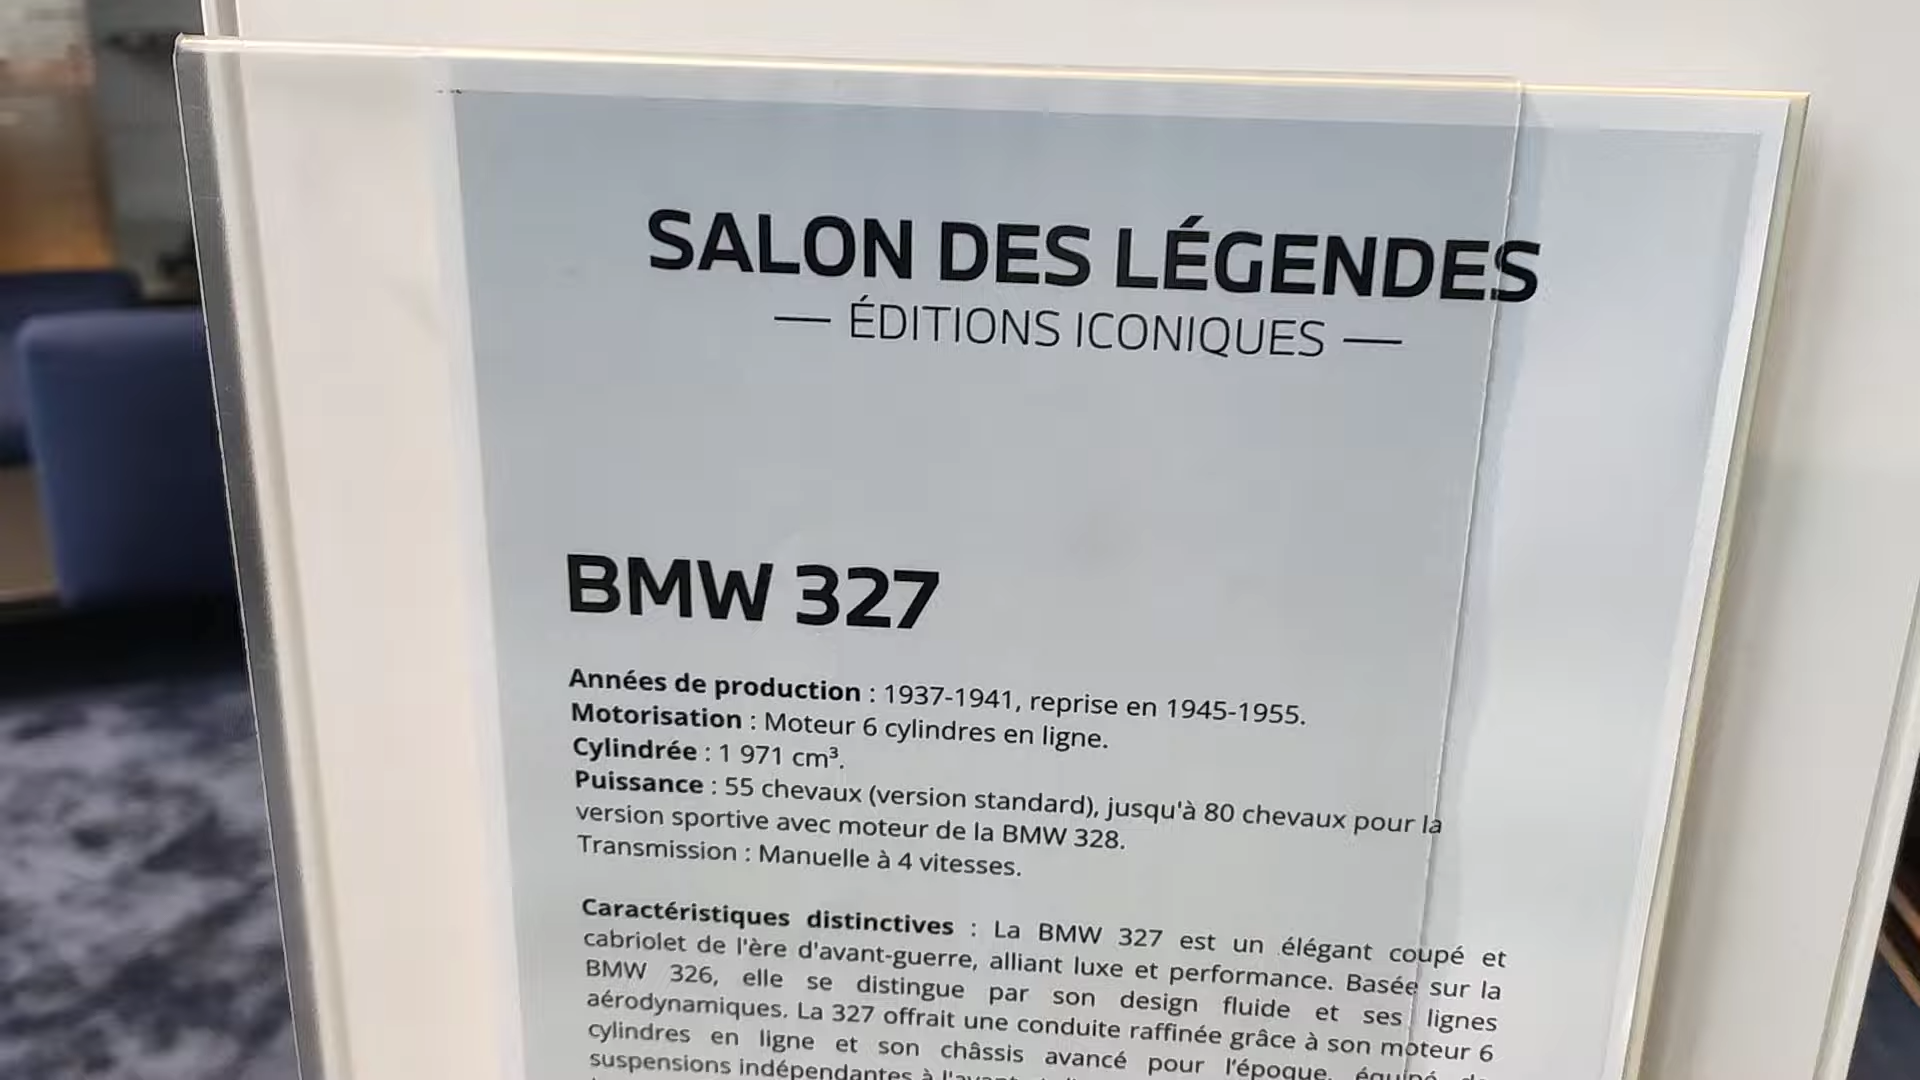 SALON DES LÉGENDES
— ÉDITIONS ICONIQUES —
BMW 327
Années de production : 1937-1941, reprise en 1945-1955.
Motorisation : Moteur 6 cylindres en ligne.
Cylindrée : 1 971 cm³.
Puissance : 55 chevaux (version standard), jusqu'à 80 chevaux pour la
version sportive avec moteur de la BMW 328.
Transmission : Manuelle à 4 vitesses.
Caractéristiques distinctives : La BMW 327 est un élégant coupé et
cabriolet de l'ère d'avant-guerre, alliant luxe et performance. Basée sur la
BMW 326, elle se distingue par son design fluide et ses lignes
aérodynamiques. La 327 offrait une conduite raffinée grâce à son moteur 6
cylindres en ligne et son châssis avancé pour l'époque, équipé
suspensions indépendantes à